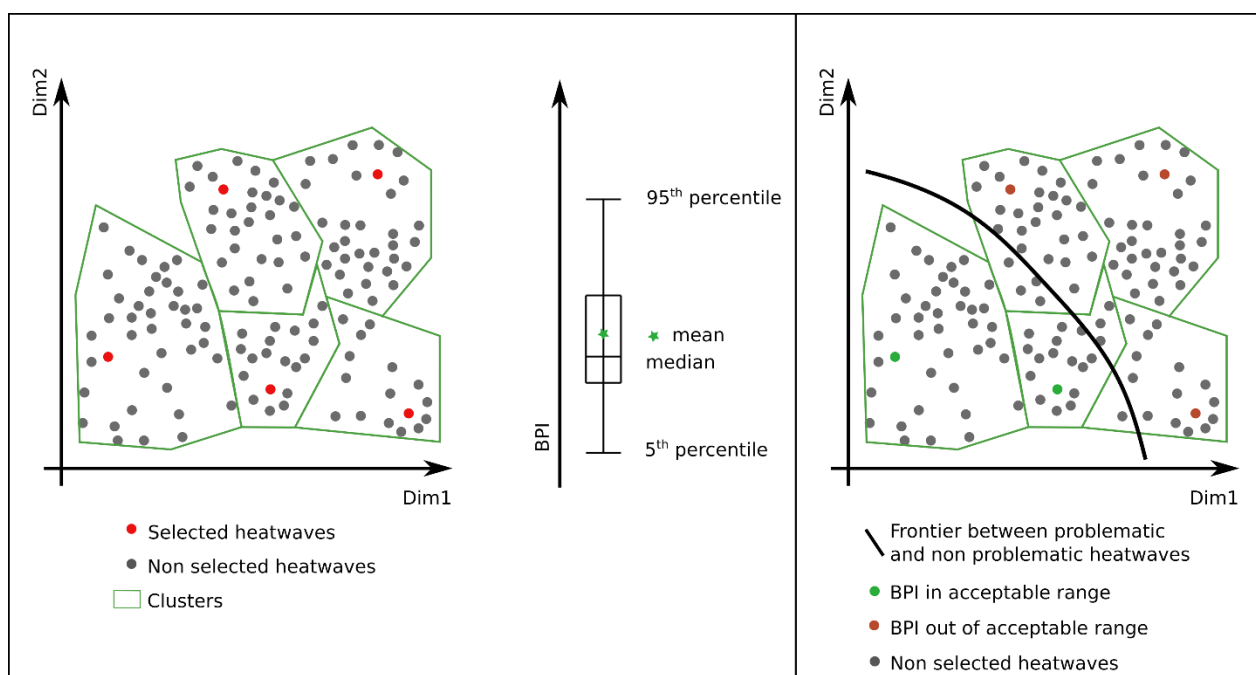 Dim2
Dim1
Selected heatwaves
Non selected heatwaves
Clusters
BPI
95th percentile
mean
median
5th percentile
Dim2
Dim1
Frontier between problematic
and non problematic heatwaves
BPI in acceptable range
BPI out of acceptable range
Non selected heatwaves